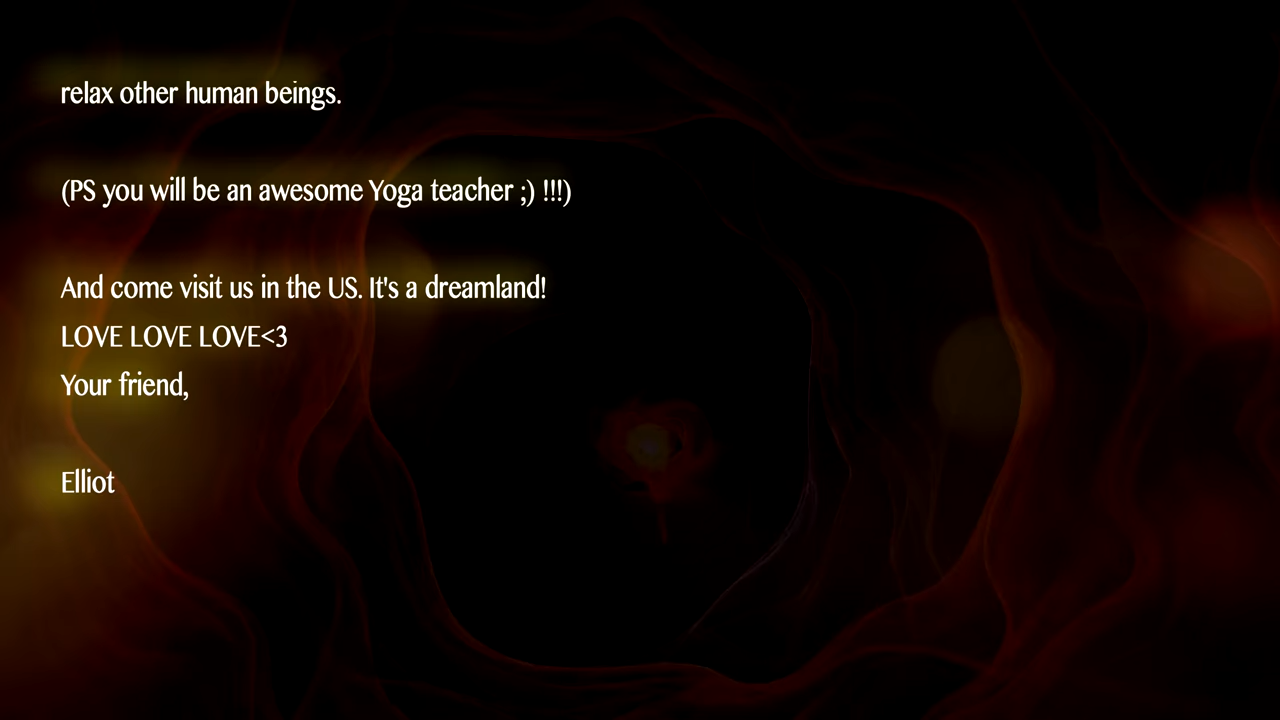 relax other human beings.
(PS you will be an awesome Yoga teacher ;) !!!)
And come visit us in the US. It's a dreamland!
LOVE LOVE LOVE<3
Your friend,
Elliot